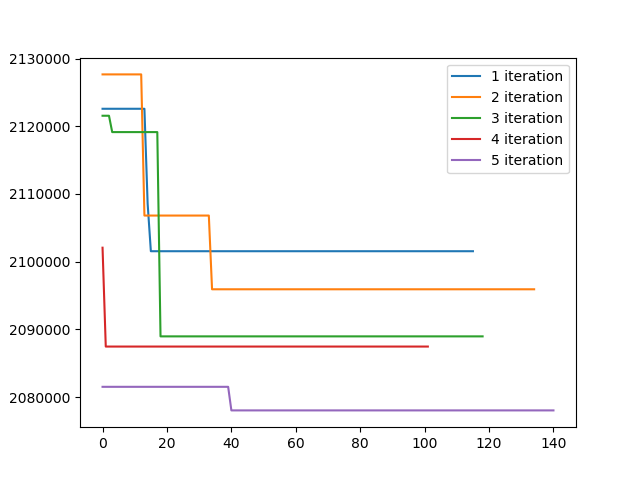 2130000
2120000
2110000
2100000
2090000
2080000
0 20 40 60 80 100 120 140
1 iteration
2 iteration
3 iteration
4 iteration
5 iteration